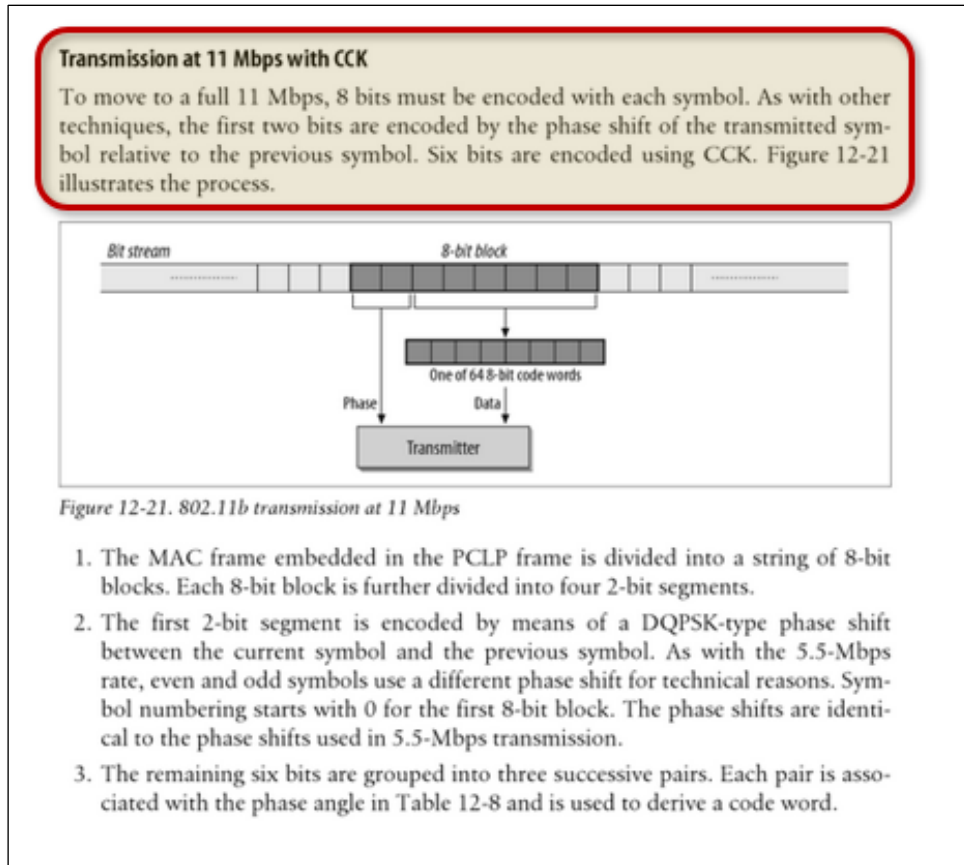 Transmission at 11 Mbps with CCK
To move to a full 11 Mbps, 8 bits must be encoded with each symbol. As with other
techniques, the first two bits are encoded by the phase shift of the transmitted sym-
bol relative to the previous symbol. Six bits are encoded using CCK. Figure 12-21
illustrates the process.
Bit stream
8-bit block
One of 64 8-bit code words
Phase
Data
Transmitter
Figure 12-21. 802.11b transmission at 11 Mbps
1. The MAC frame embedded in the PCLP frame is divided into a string of 8-bit
blocks. Each 8-bit block is further divided into four 2-bit segments.
2. The first 2-bit segment is encoded by means of a DQPSK-type phase shift
between the current symbol and the previous symbol. As with the 5.5-Mbps
rate, even and odd symbols use a different phase shift for technical reasons. Sym-
bol numbering starts with 0 for the first 8-bit block. The phase shifts are identi-
cal to the phase shifts used in 5.5-Mbps transmission.
3. The remaining six bits are grouped into three successive pairs. Each pair is asso-
ciated with the phase angle in Table 12-8 and is used to derive a code word.